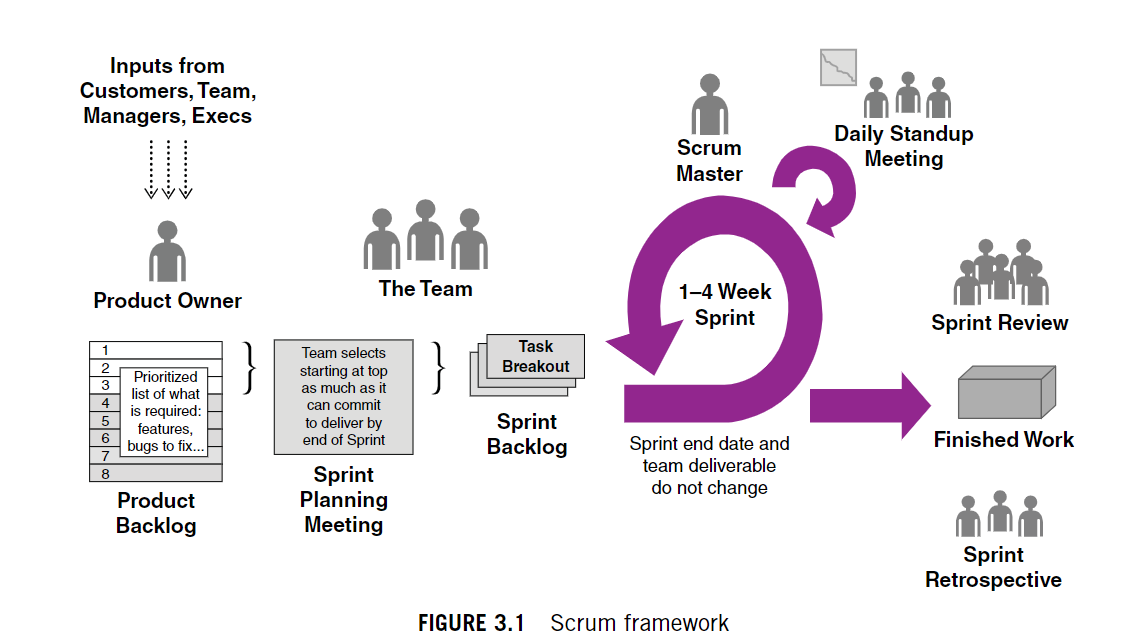 Inputs from
Customers, Team,
Managers, Execs
Product Owner
The Team
Scrum
Master
Daily Standup
Meeting
1–4 Week
Sprint
Sprint Review
1
2
3
4
5
6
7
8
Prioritized
list of what
is required:
features,
bugs to fix...
Product
Backlog
Team selects
starting at top
as much as it
can commit
to deliver by
end of Sprint
Sprint
Planning
Meeting
Task
Breakout
Sprint
Backlog
Sprint end date and
team deliverable
do not change
Finished Work
Sprint
Retrospective
FIGURE 3.1 Scrum framework